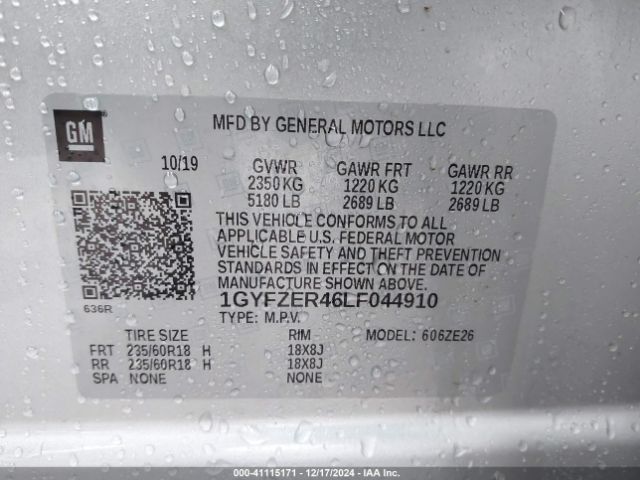 GM
MFD BY GENERAL MOTORS LLC
10/19 GVWR GAWR FRT GAWR RR
2350 KG 1220 KG 1220 KG
5180 LB 2689 LB 2689 LB
THIS VEHICLE CONFORMS TO ALL
APPLICABLE U.S. FEDERAL MOTOR
VEHICLE SAFETY AND THEFT PREVENTION
STANDARDS IN EFFECT ON THE DATE OF
MANUFACTURE SHOWN ABOVE.
636R 1GYFZER46LF044910
TYPE: M.P.V. MODEL: 606ZE26
TIRE SIZE RIM
FRT 235/60R18 H 18X8J
RR 235/60R18 H 18X8J
SPA NONE NONE
000-41115171 - 12/17/2024 - IAA Inc.